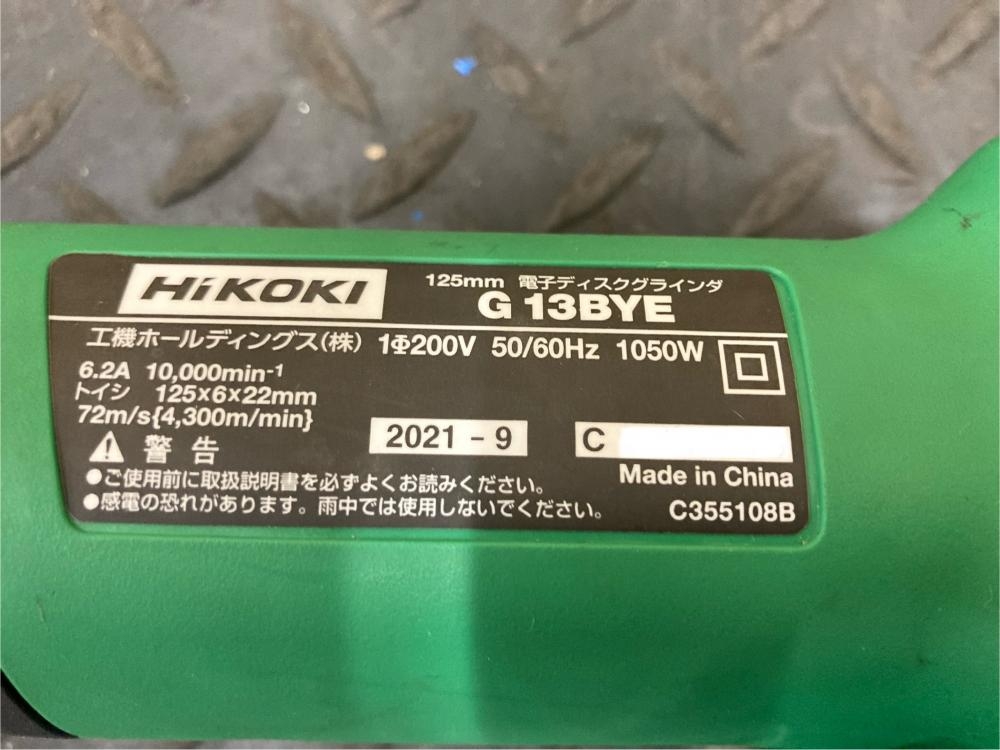 HiKOKI
125mm 電子ディスクグラインダ
G 13BYE
工機ホールディングス(株) 1Φ200V 50/60Hz 1050W
6.2A 10,000min⁻¹
トイシ 125×6×22mm
72m/s{4,300m/min}
警告
2021 - 9
C
●ご使用前に取扱説明書を必ずよくお読みください。
●感電の恐れがあります。雨中では使用しないでください。
Made in China
C355108B